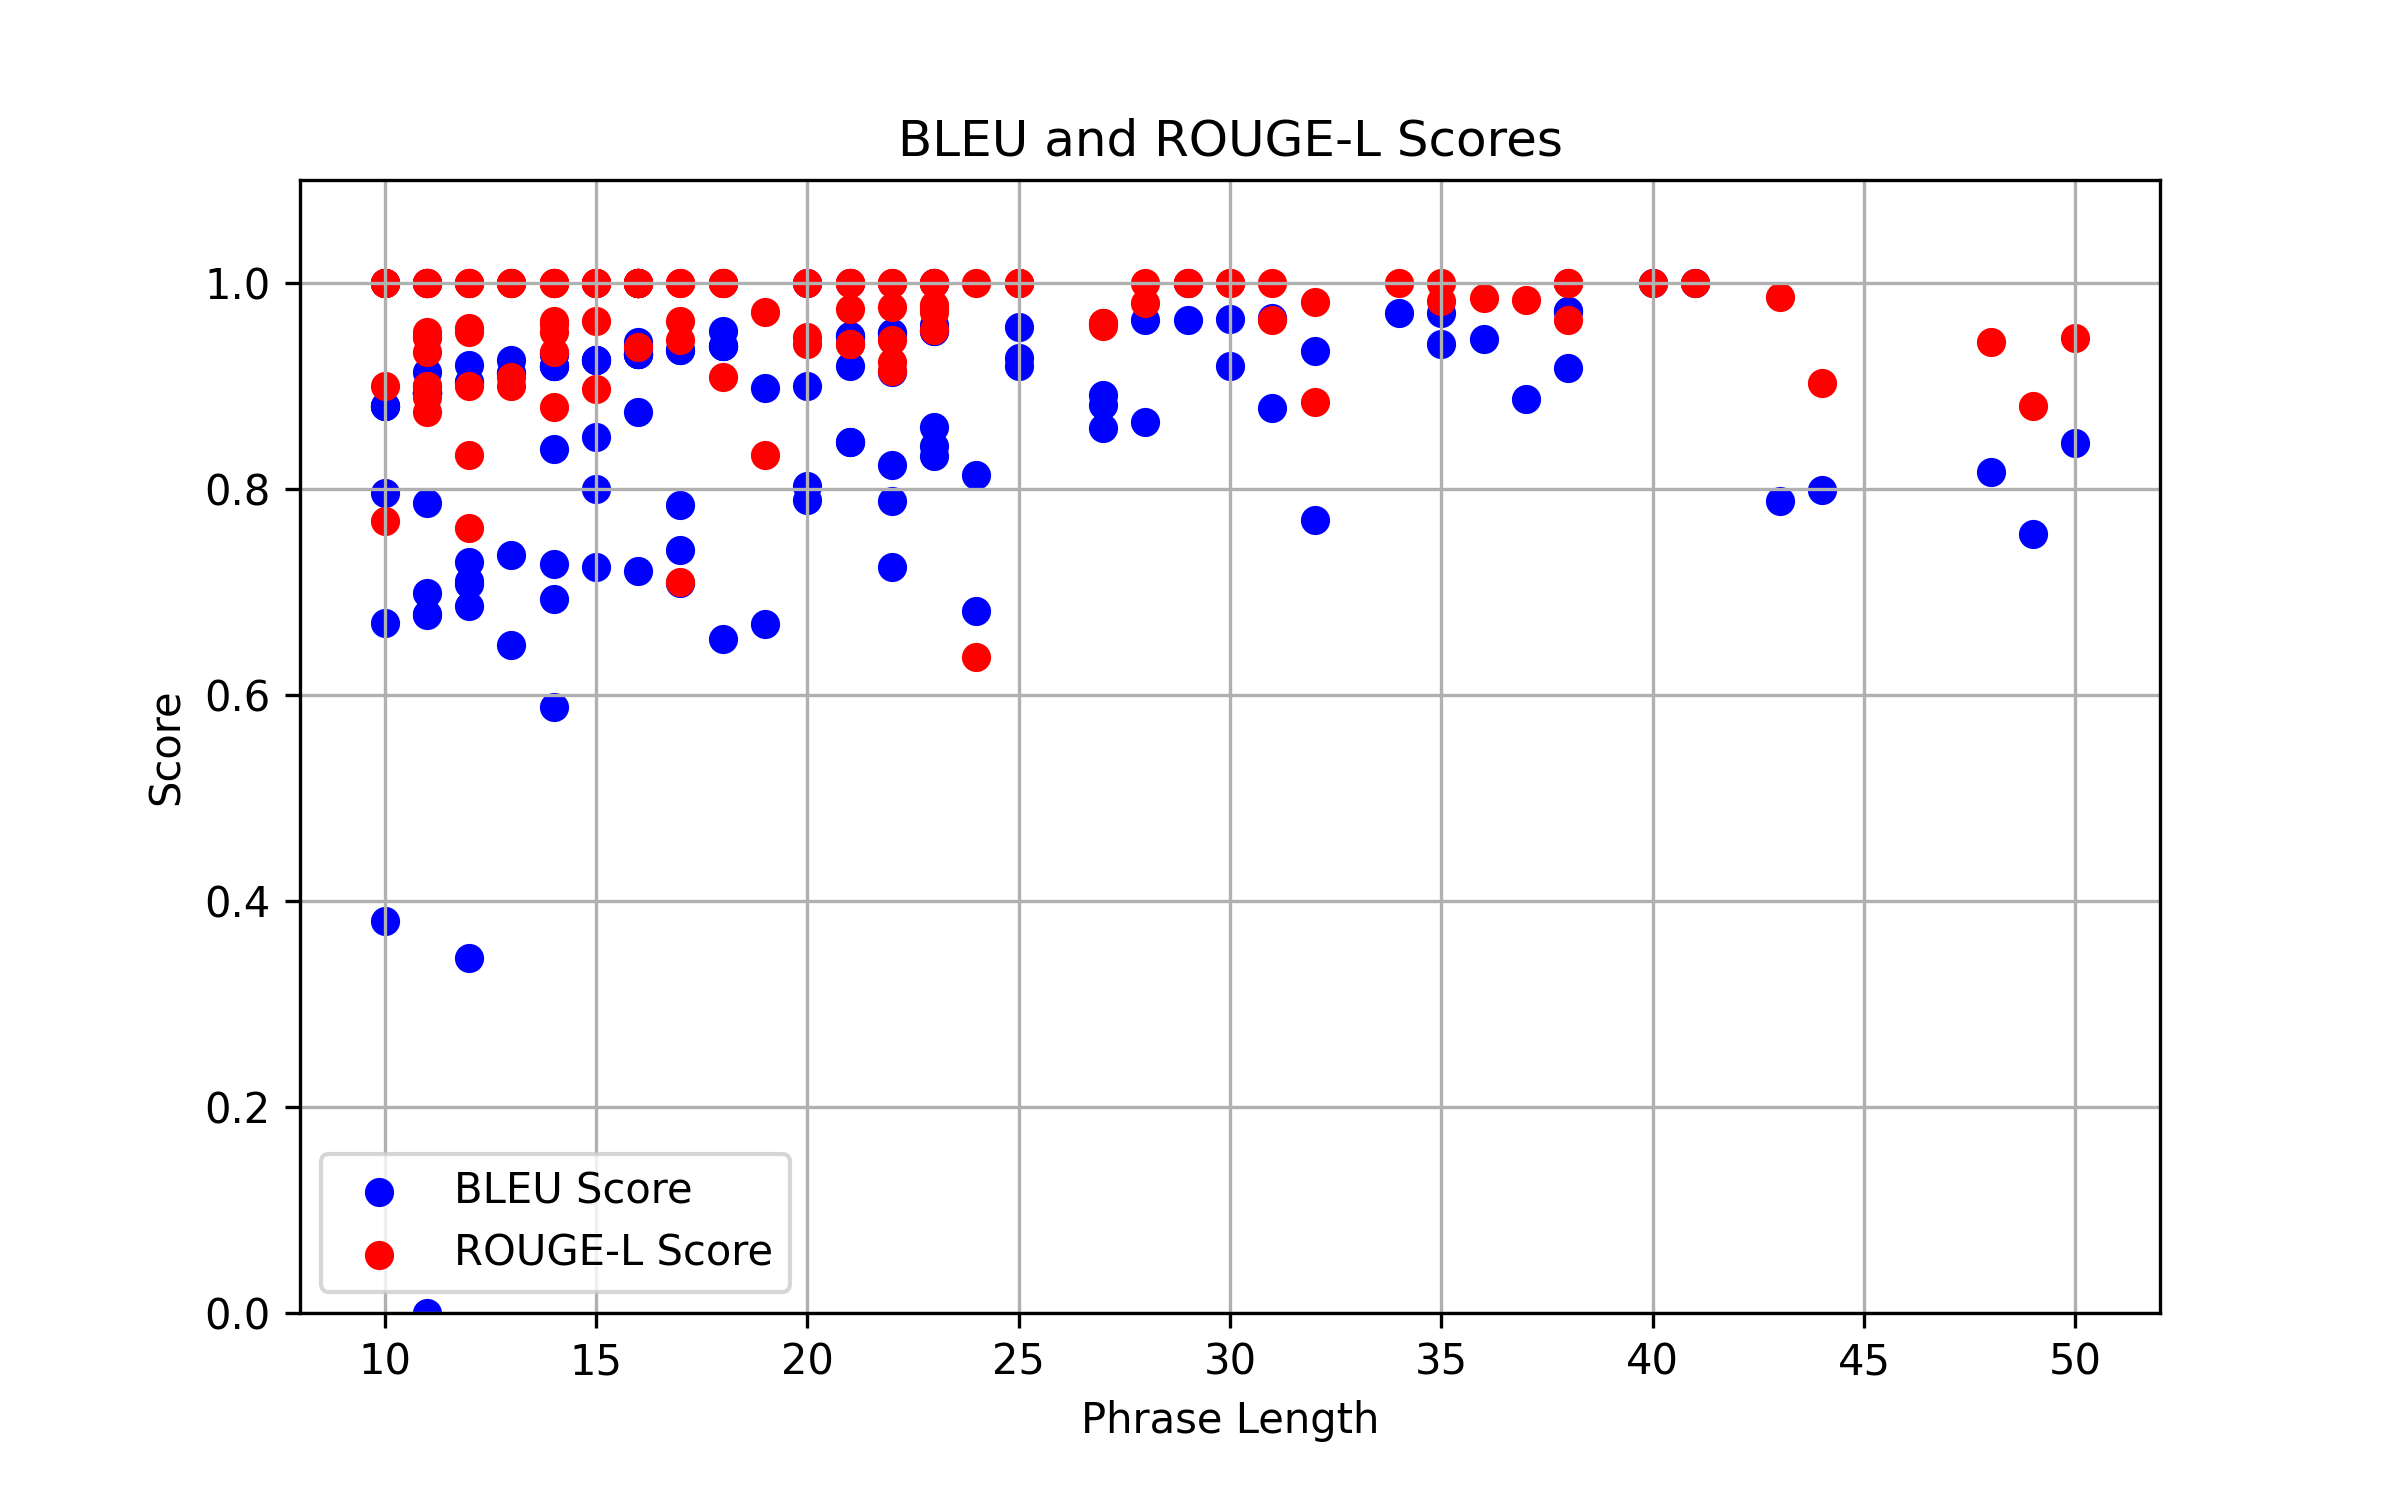 BLEU and ROUGE-L Scores
1.0
0.8
0.6
0.4
0.2
0.0
Score
BLEU Score
ROUGE-L Score
10 15 20 25 30 35 40 45 50
Phrase Length